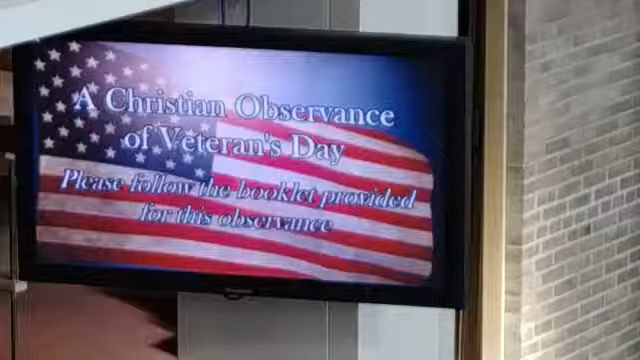 A Christian Observance
of Veteran's Day
Please follow the booklet provided
for this observance